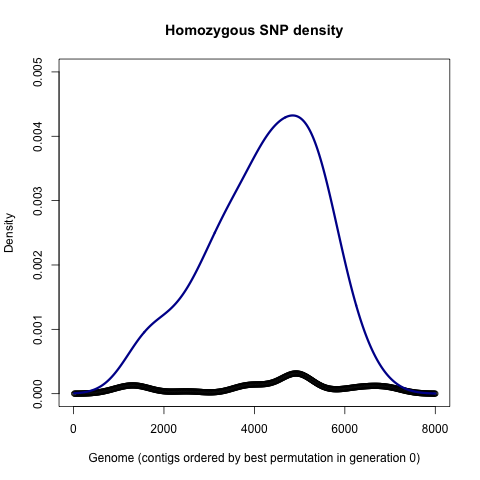 Homozygous SNP density
0.005
0.004
0.003
0.002
0.001
0.000
Density
0 2000 4000 6000 8000
Genome (contigs ordered by best permutation in generation 0)